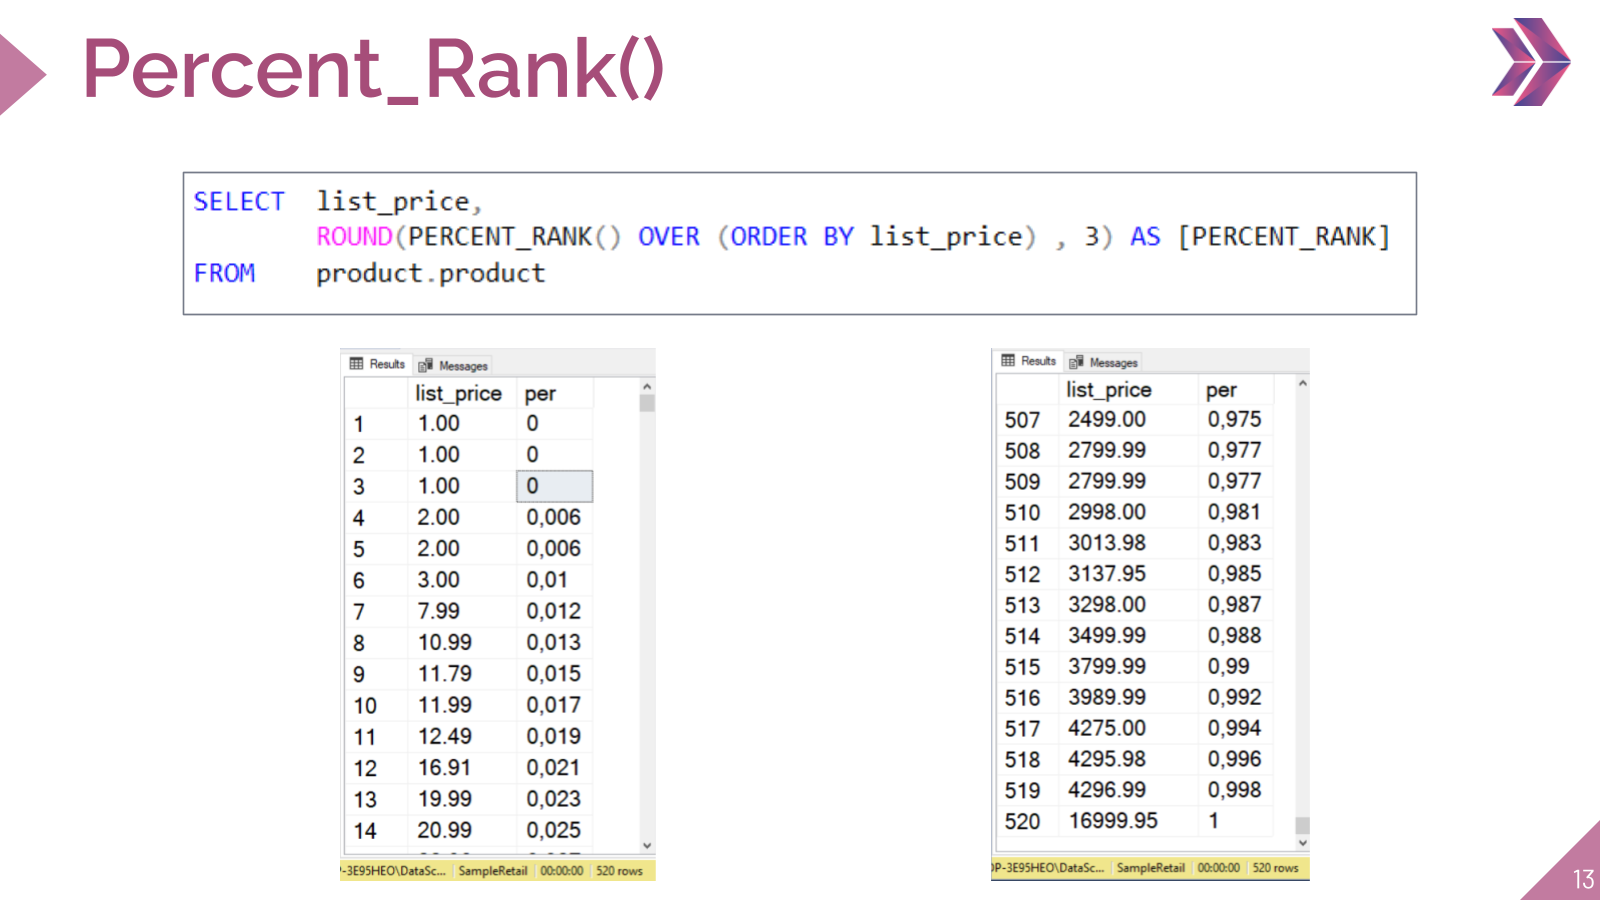 Percent_Rank()
SELECT list_price,
ROUND(PERCENT_RANK() OVER (ORDER BY list_price) , 3) AS [PERCENT_RANK]
FROM product.product
Results Messages
list_price per
1 1.00 0
2 1.00 0
3 1.00 0
4 2.00 0,006
5 2.00 0,006
6 3.00 0,01
7 7.99 0,012
8 10.99 0,013
9 11.79 0,015
10 11.99 0,017
11 12.49 0,019
12 16.91 0,021
13 19.99 0,023
14 20.99 0,025
P-3E95HEO\DataSc... SampleRetail 00:00:00 520 rows
Results Messages
list_price per
507 2499.00 0,975
508 2799.99 0,977
509 2799.99 0,977
510 2998.00 0,981
511 3013.98 0,983
512 3137.95 0,985
513 3298.00 0,987
514 3499.99 0,988
515 3799.99 0,99
516 3989.99 0,992
517 4275.00 0,994
518 4295.98 0,996
519 4296.99 0,998
520 16999.95 1
OP-3E95HEO\DataSc... SampleRetail 00:00:00 520 rows
13